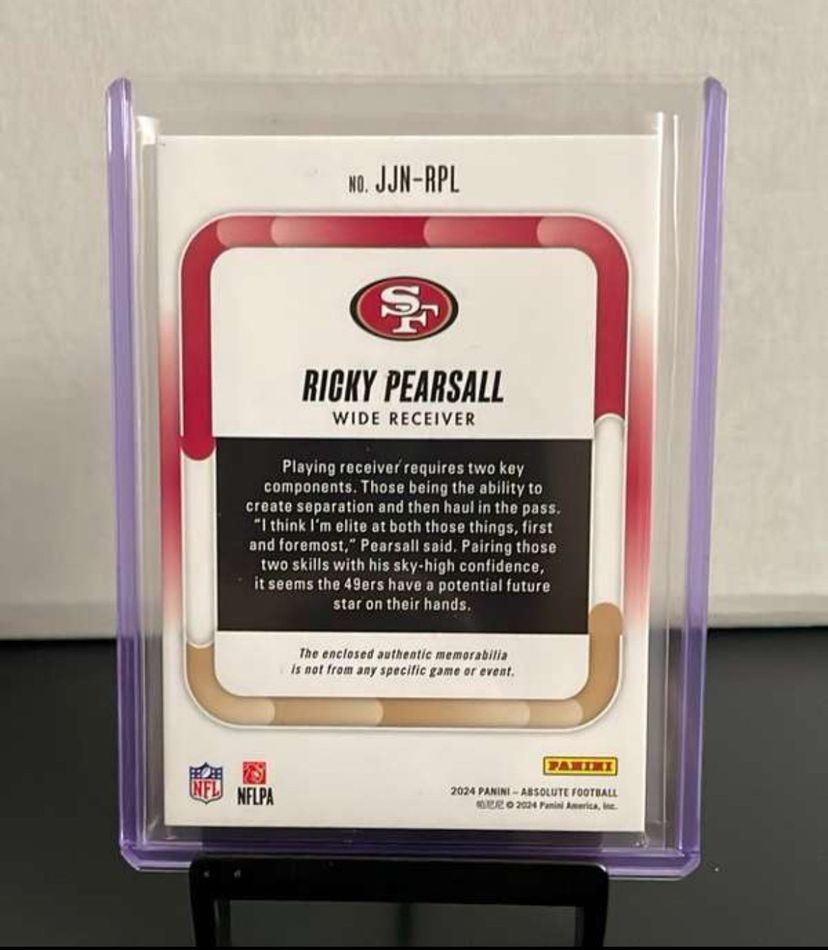 NO. JJN-RPL
SF
RICKY PEARSALL
WIDE RECEIVER
Playing receiver requires two key
components. Those being the ability to
create separation and then haul in the pass.
"I think I'm elite at both those things, first
and foremost," Pearsall said. Pairing those
two skills with his sky-high confidence,
it seems the 49ers have a potential future
star on their hands.
The enclosed authentic memorabilia
is not from any specific game or event.
NFL
NFLPA
PANINI
2024 PANINI – ABSOLUTE FOOTBALL
帕尼尼 © 2024 Panini America, Inc.